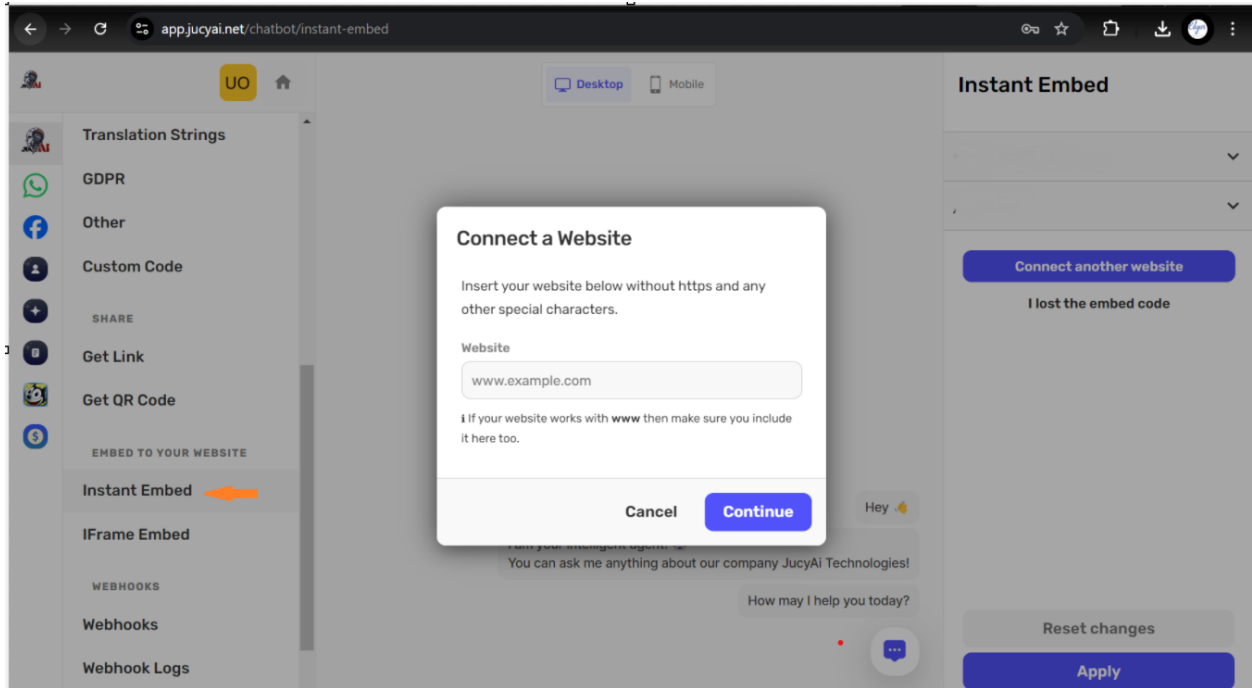 app.jucyai.net/chatbot/instant-embed
UO
Translation Strings
GDPR
Other
Custom Code
SHARE
Get Link
Get QR Code
EMBED TO YOUR WEBSITE
Instant Embed
IFrame Embed
WEBHOOKS
Webhooks
Webhook Logs
Desktop
Mobile
Connect a Website
Insert your website below without https and any
other special characters.
Website
www.example.com
i If your website works with www then make sure you include
it here too.
Cancel
Continue
Hey 👋
I am your intelligent agent!
You can ask me anything about our company JucyAi Technologies!
How may I help you today?
Instant Embed
Connect another website
I lost the embed code
Reset changes
Apply